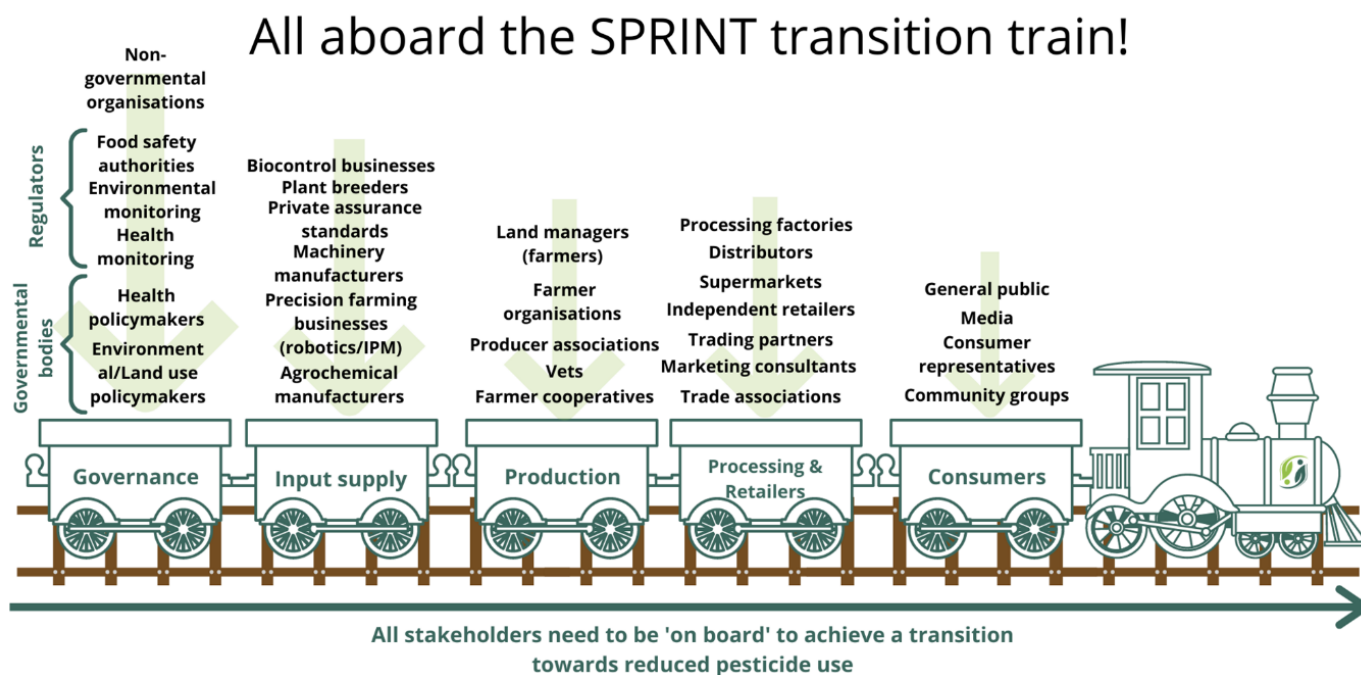 All aboard the SPRINT transition train!
Non-
governmental
organisations
Regulators
Food safety
authorities
Environmental
monitoring
Health
monitoring
Governmental
bodies
Health
policymakers
Environment
al/Land use
policymakers
Biocontrol businesses
Plant breeders
Private assurance
standards
Machinery
manufacturers
Precision farming
businesses
(robotics/IPM)
Agrochemical
manufacturers
Land managers
(farmers)
Farmer
organisations
Producer associations
Vets
Farmer cooperatives
Processing factories
Distributors
Supermarkets
Independent retailers
Trading partners
Marketing consultants
Trade associations
General public
Media
Consumer
representatives
Community groups
Governance
Input supply
Production
Processing &
Retailers
Consumers
All stakeholders need to be 'on board' to achieve a transition
towards reduced pesticide use